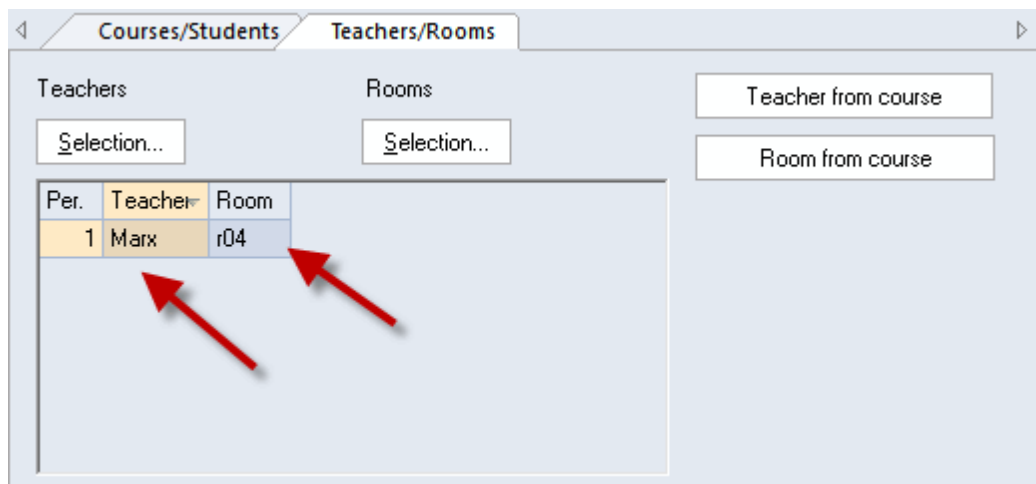 Courses/Students Teachers/Rooms
Teachers Rooms Teacher from course
Selection... Selection...
Room from course
Per. Teacher Room
1 Marx r04